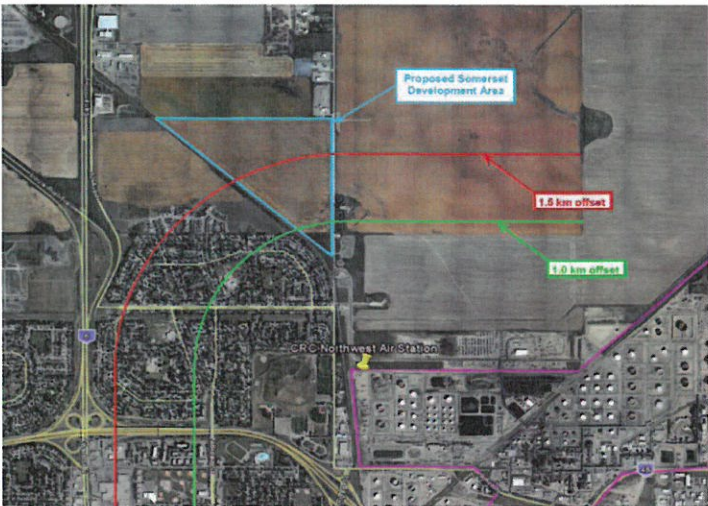 Proposed Somerset
Development Area
1.5 km offset
1.0 km offset
CRC Northwest Air Station